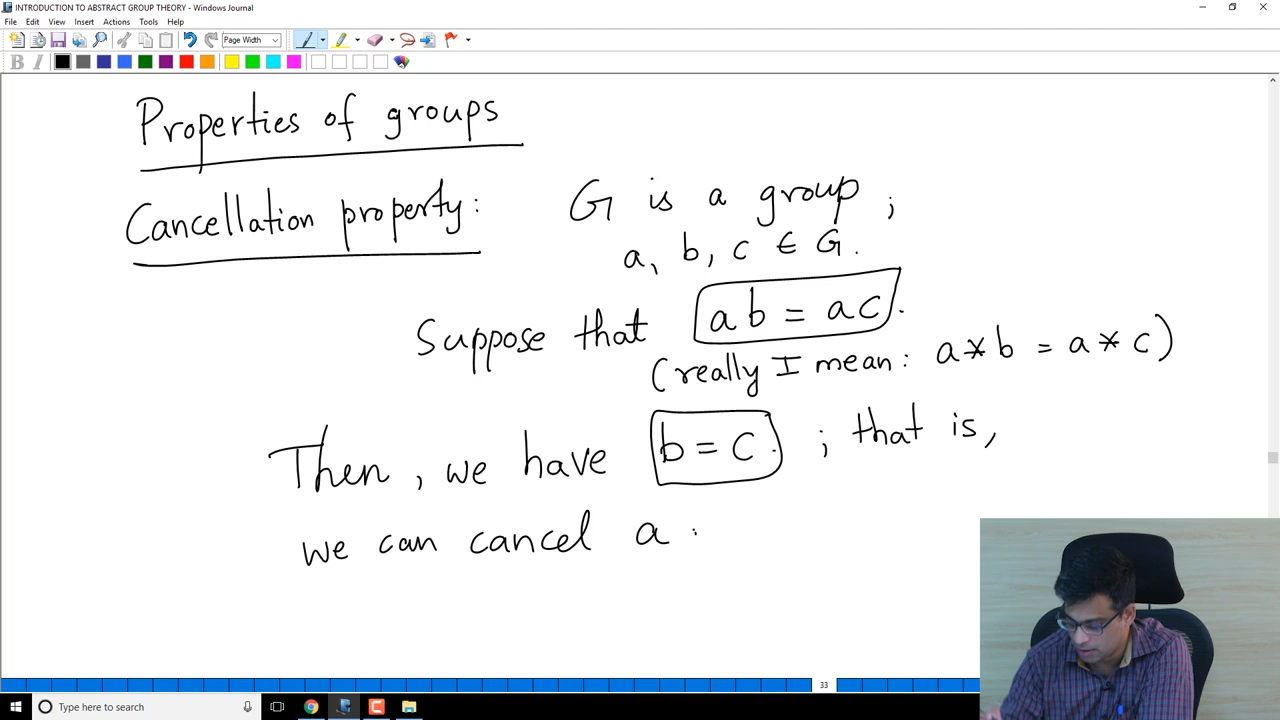 INTRODUCTION TO ABSTRACT GROUP THEORY - Windows Journal
File Edit View Insert Actions Tools Help
Page Width
B I
Properties of groups
Cancellation property: G is a group ;
a, b, c ∈ G.
Suppose that ab = ac.
(really I mean: a * b = a * c)
Then, we have b = c. ; that is,
we can cancel a.
33
Type here to search